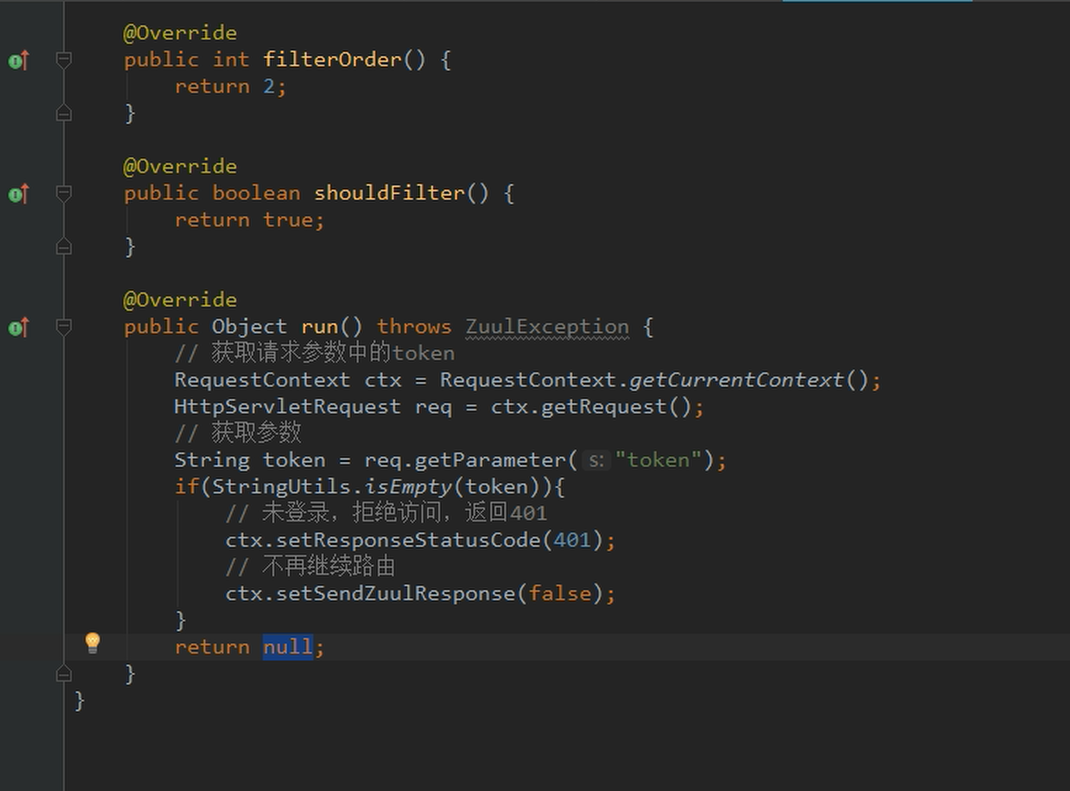 @Override
public int filterOrder() {
return 2;
}
@Override
public boolean shouldFilter() {
return true;
}
@Override
public Object run() throws ZuulException {
// 获取请求参数中的token
RequestContext ctx = RequestContext.getCurrentContext();
HttpServletRequest req = ctx.getRequest();
// 获取参数
String token = req.getParameter( s: "token");
if(StringUtils.isEmpty(token)){
// 未登录，拒绝访问，返回401
ctx.setResponseStatusCode(401);
// 不再继续路由
ctx.setSendZuulResponse(false);
}
return null;
}
}